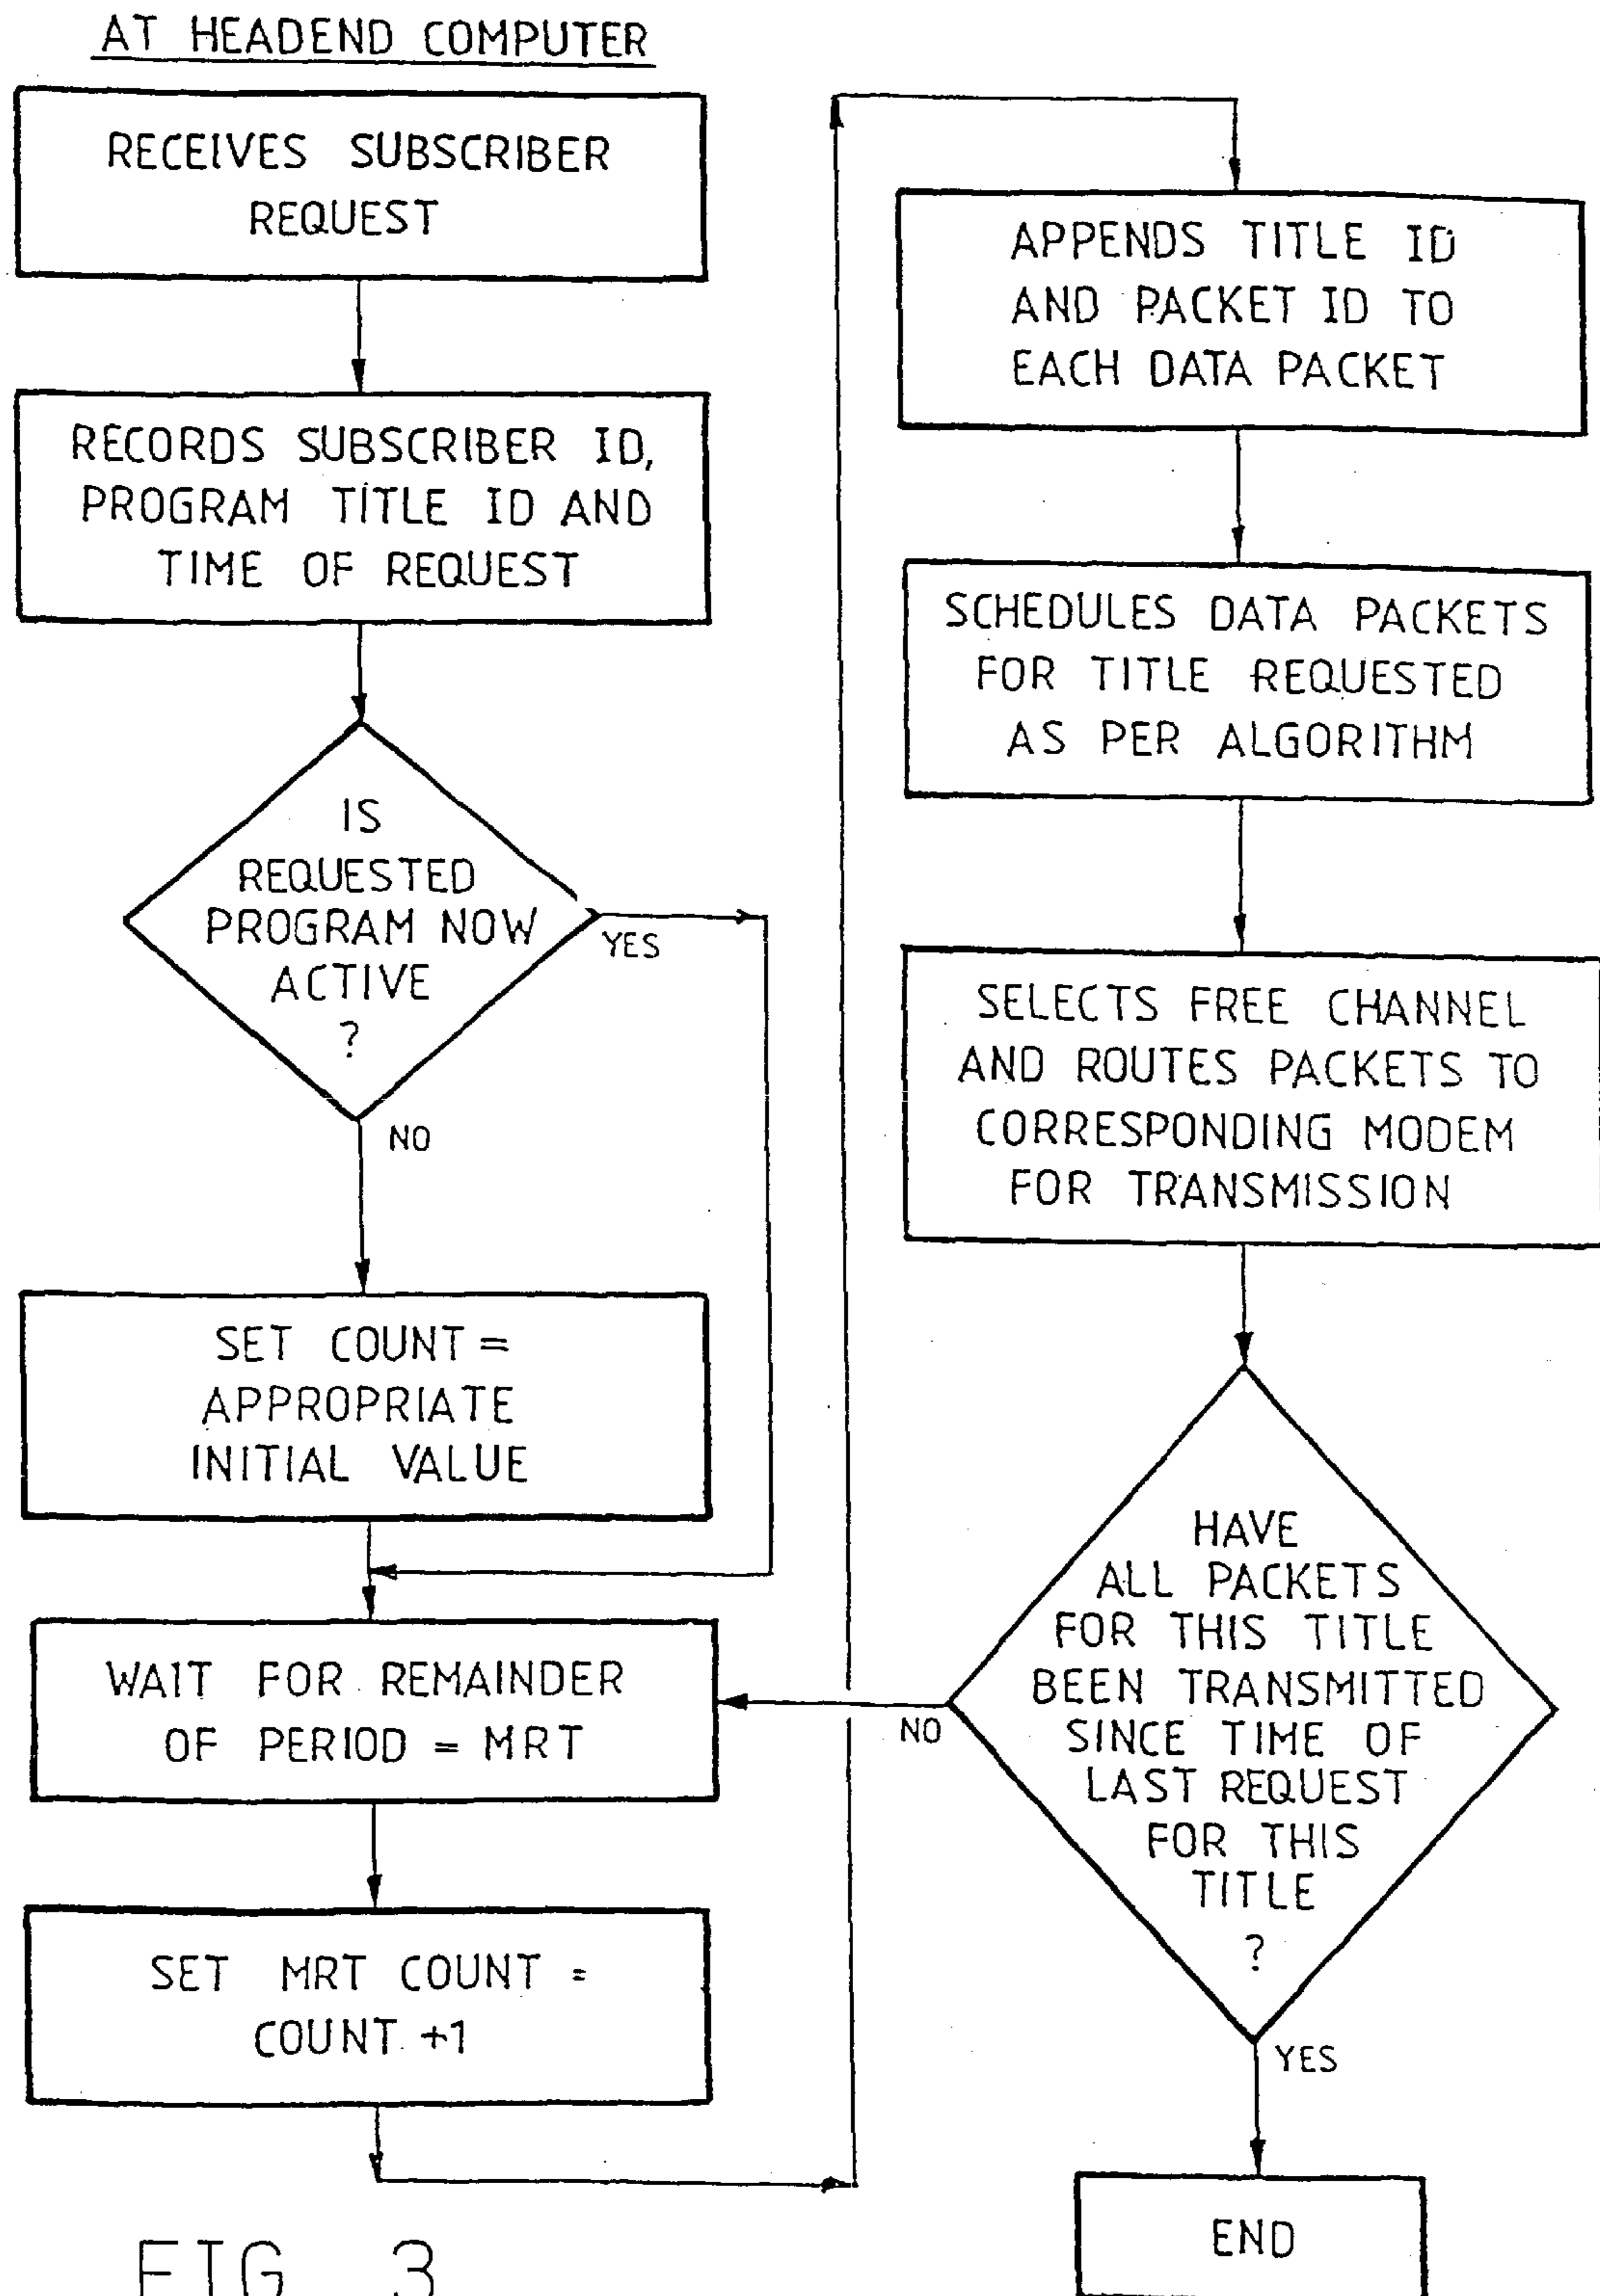 AT HEADEND COMPUTER
RECEIVES SUBSCRIBER
REQUEST
RECORDS SUBSCRIBER ID,
PROGRAM TITLE ID AND
TIME OF REQUEST
IS
REQUESTED
PROGRAM NOW
ACTIVE
?
YES
NO
SET COUNT =
APPROPRIATE
INITIAL VALUE
WAIT FOR REMAINDER
OF PERIOD = MRT
SET MRT COUNT =
COUNT +1
APPENDS TITLE ID
AND PACKET ID TO
EACH DATA PACKET
SCHEDULES DATA PACKETS
FOR TITLE REQUESTED
AS PER ALGORITHM
SELECTS FREE CHANNEL
AND ROUTES PACKETS TO
CORRESPONDING MODEM
FOR TRANSMISSION
HAVE
ALL PACKETS
FOR THIS TITLE
BEEN TRANSMITTED
SINCE TIME OF
LAST REQUEST
FOR THIS
TITLE
?
NO
YES
END
FIG 3